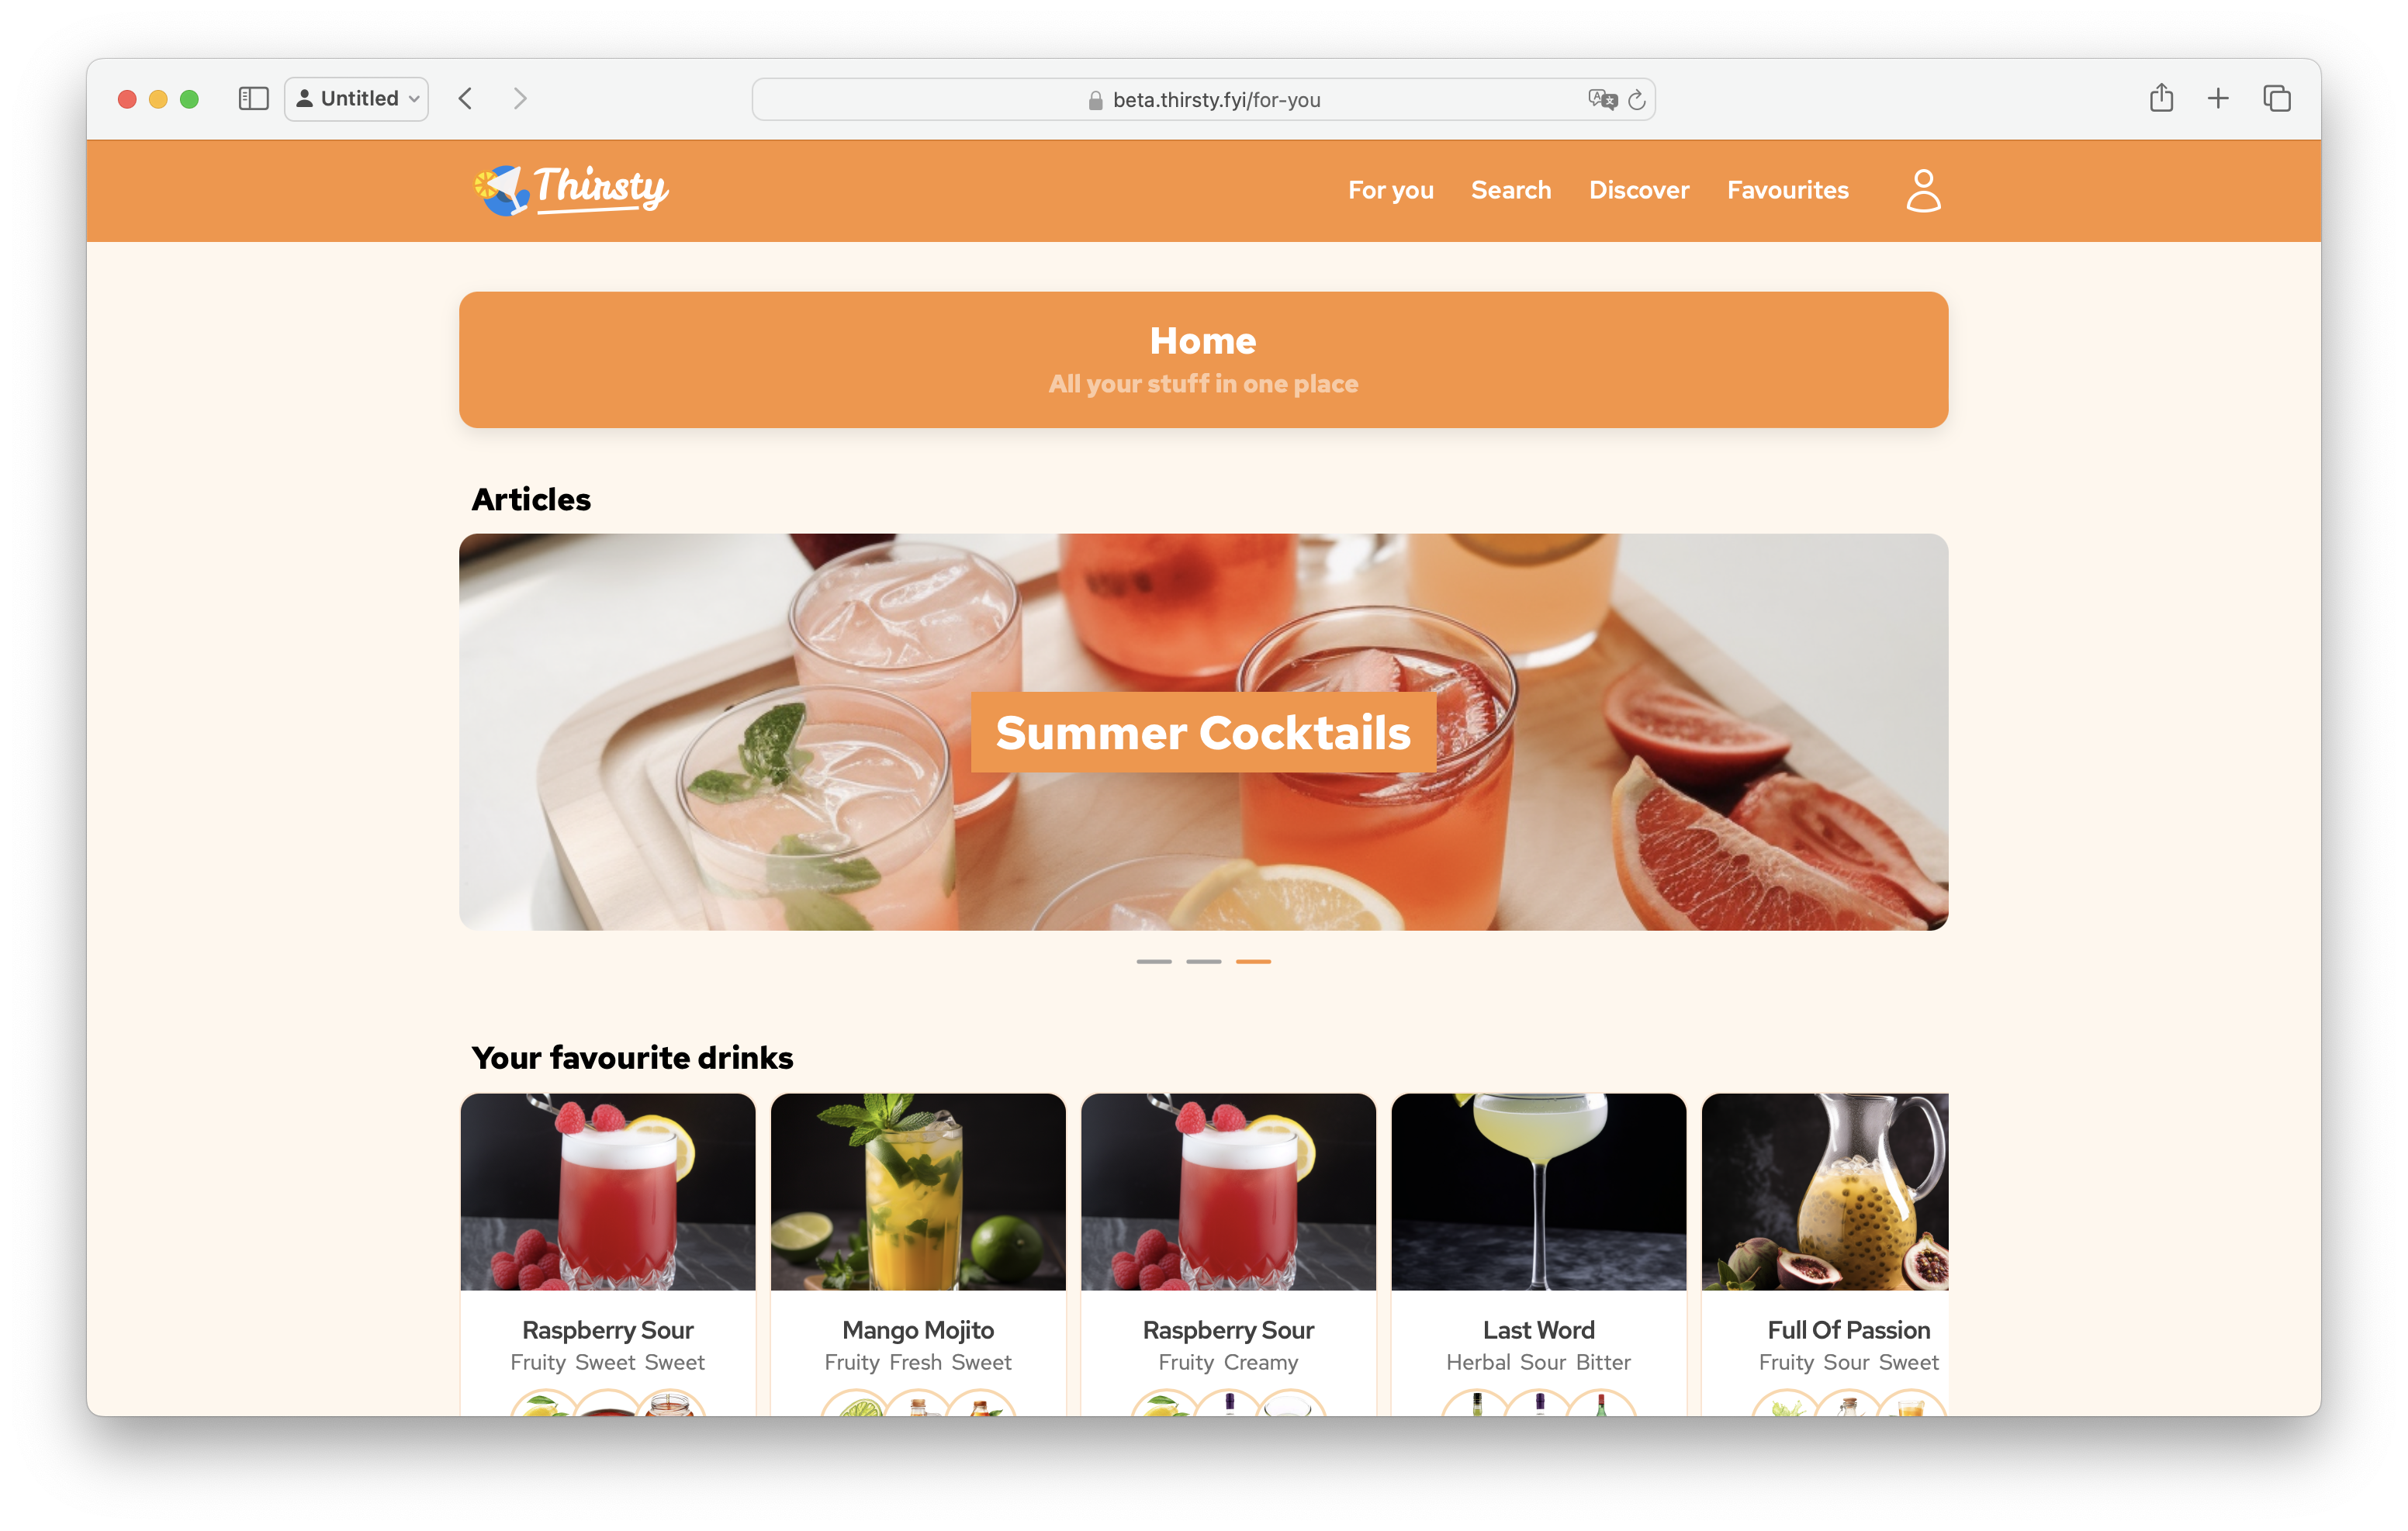 Untitled
beta.thirsty.fyi/for-you
Thirsty
For you Search Discover Favourites
Home
All your stuff in one place
Articles
Summer Cocktails
Your favourite drinks
Raspberry Sour
Fruity Sweet Sweet
Mango Mojito
Fruity Fresh Sweet
Raspberry Sour
Fruity Creamy
Last Word
Herbal Sour Bitter
Full Of Passion
Fruity Sour Sweet